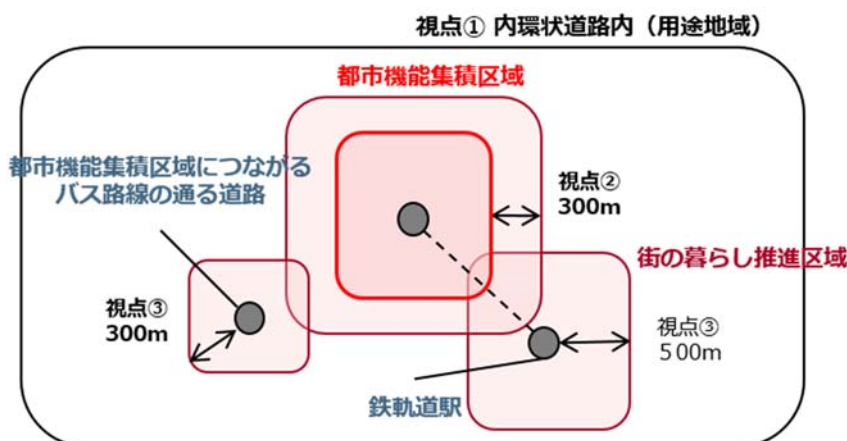 視点① 内環状道路内（用途地域）
都市機能集積区域
都市機能集積区域につながる
バス路線の通る道路
視点②
300m
街の暮らし推進区域
視点③
300m
視点③
５００m
鉄軌道駅